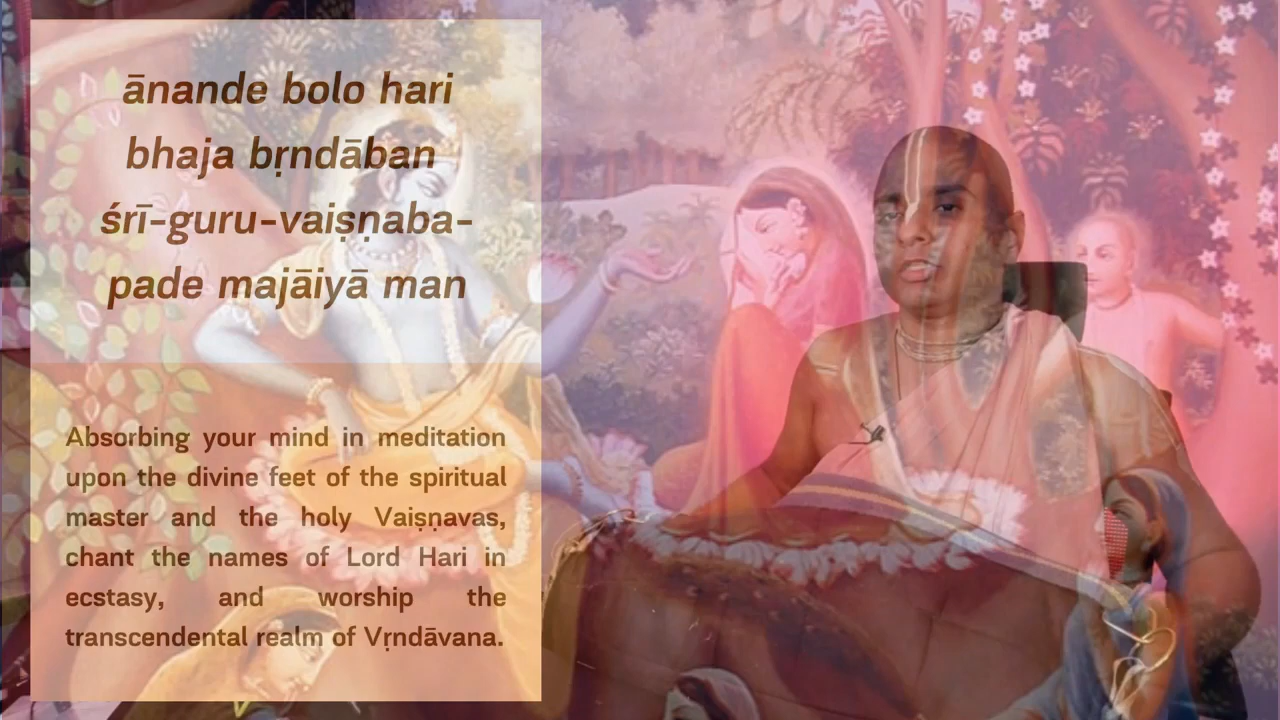 ānande bolo hari
bhaja bṛndāban
śrī-guru-vaiṣṇaba-
pade majāiyā man
Absorbing your mind in meditation
upon the divine feet of the spiritual
master and the holy Vaiṣṇavas,
chant the names of Lord Hari in
ecstasy, and worship the
transcendental realm of Vṛndāvana.